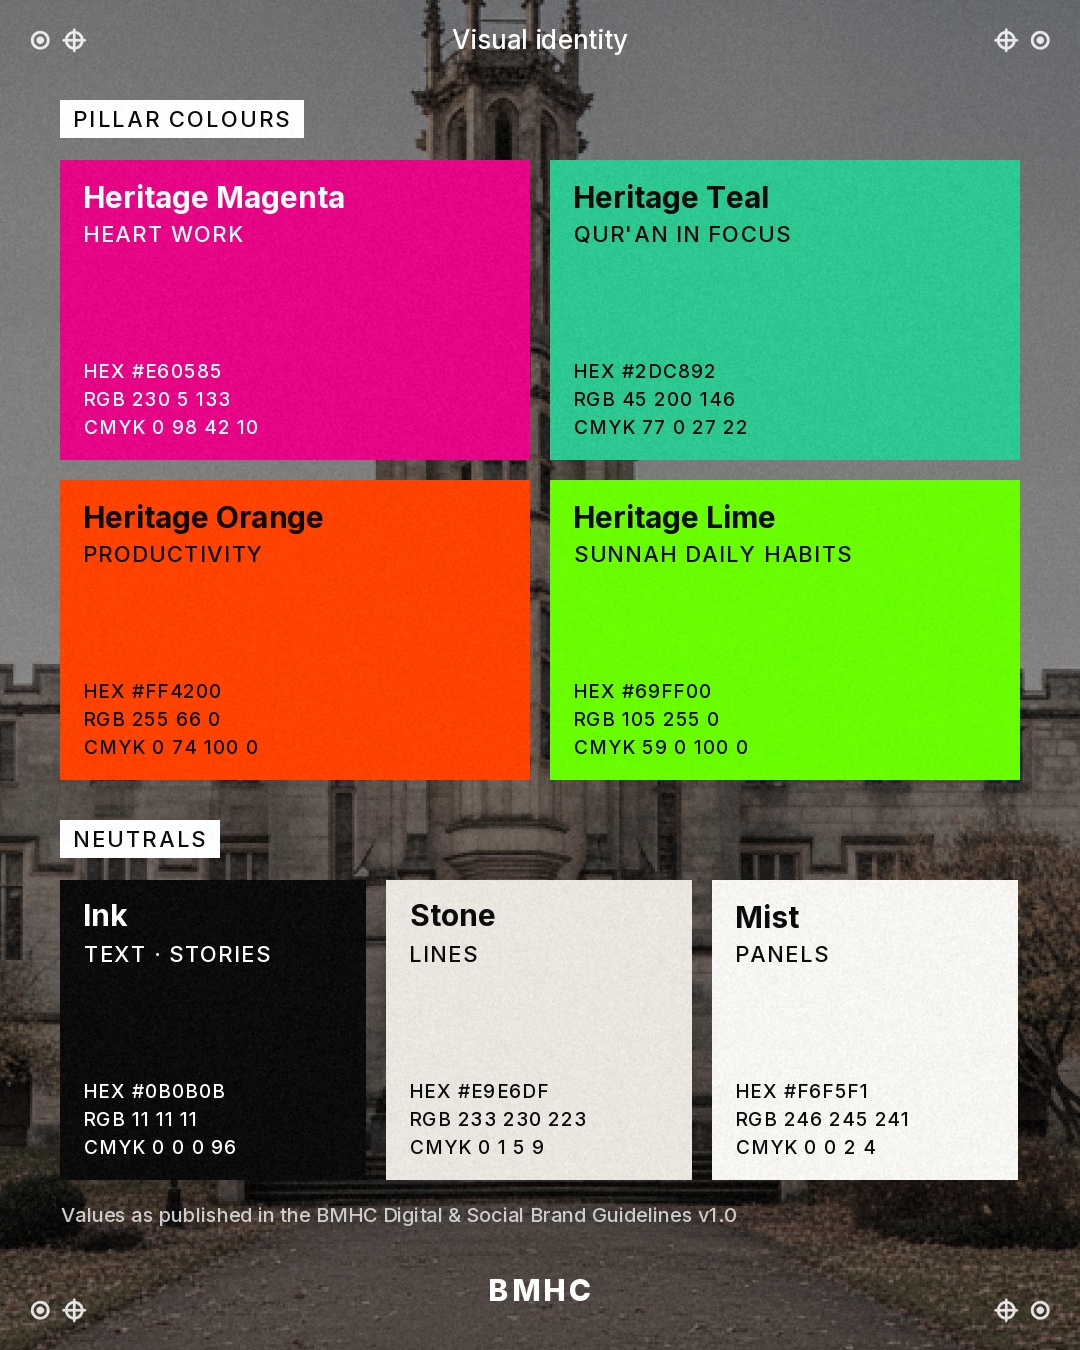 Visual identity
PILLAR COLOURS
Heritage Magenta
HEART WORK
HEX #E60585
RGB 230 5 133
CMYK 0 98 42 10
Heritage Teal
QUR'AN IN FOCUS
HEX #2DC892
RGB 45 200 146
CMYK 77 0 27 22
Heritage Orange
PRODUCTIVITY
HEX #FF4200
RGB 255 66 0
CMYK 0 74 100 0
Heritage Lime
SUNNAH DAILY HABITS
HEX #69FF00
RGB 105 255 0
CMYK 59 0 100 0
NEUTRALS
Ink
TEXT · STORIES
HEX #0B0B0B
RGB 11 11 11
CMYK 0 0 0 96
Stone
LINES
HEX #E9E6DF
RGB 233 230 223
CMYK 0 1 5 9
Mist
PANELS
HEX #F6F5F1
RGB 246 245 241
CMYK 0 0 2 4
Values as published in the BMHC Digital & Social Brand Guidelines v1.0
BMHC